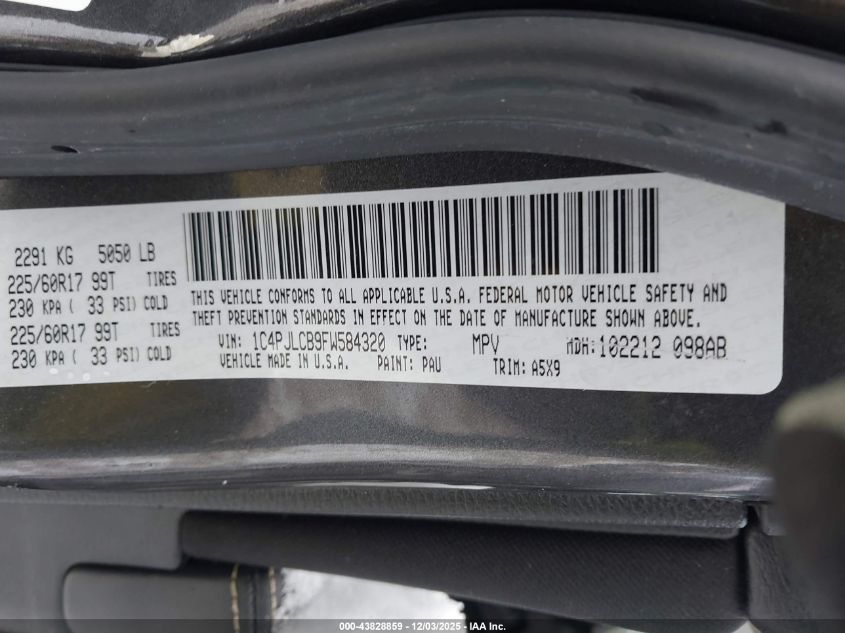 2291 KG 5050 LB
225/60R17 99T TIRES
230 KPA ( 33 PSI) COLD
225/60R17 99T TIRES
230 KPA ( 33 PSI) COLD
THIS VEHICLE CONFORMS TO ALL APPLICABLE U.S.A. FEDERAL MOTOR VEHICLE SAFETY AND
THEFT PREVENTION STANDARDS IN EFFECT ON THE DATE OF MANUFACTURE SHOWN ABOVE.
VIN: 1C4PJLCB9FW584320 TYPE: MPV MDH:102212 098AB
VEHICLE MADE IN U.S.A. PAINT: PAU TRIM: A5X9
000-43828859 - 12/03/2025 - IAA Inc.